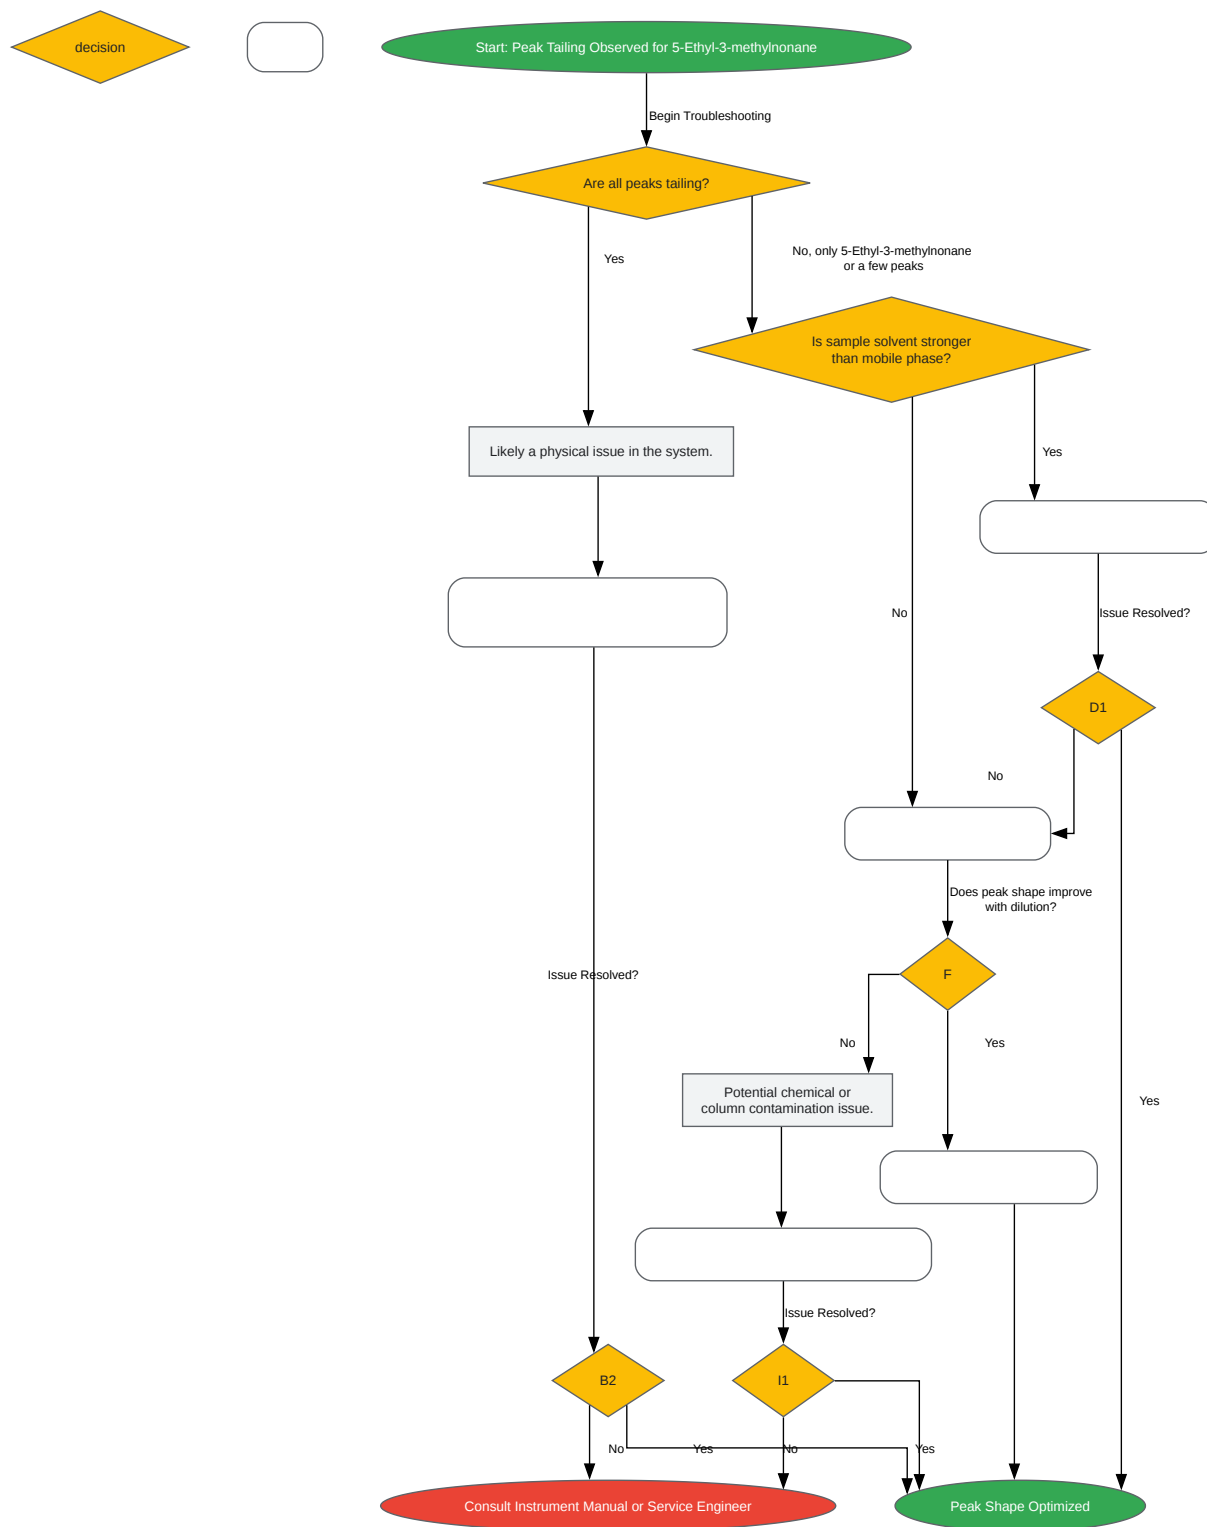 decision
Start: Peak Tailing Observed for 5-Ethyl-3-methylnonane
Begin Troubleshooting
Are all peaks tailing?
Yes
No, only 5-Ethyl-3-methylnonane
or a few peaks
Is sample solvent stronger
than mobile phase?
Likely a physical issue in the system.
Yes
No
Issue Resolved?
D1
No
Does peak shape improve
with dilution?
Issue Resolved?
F
No
Yes
Potential chemical or
column contamination issue.
Yes
Issue Resolved?
B2
I1
No
Yes
No
Yes
Consult Instrument Manual or Service Engineer
Peak Shape Optimized